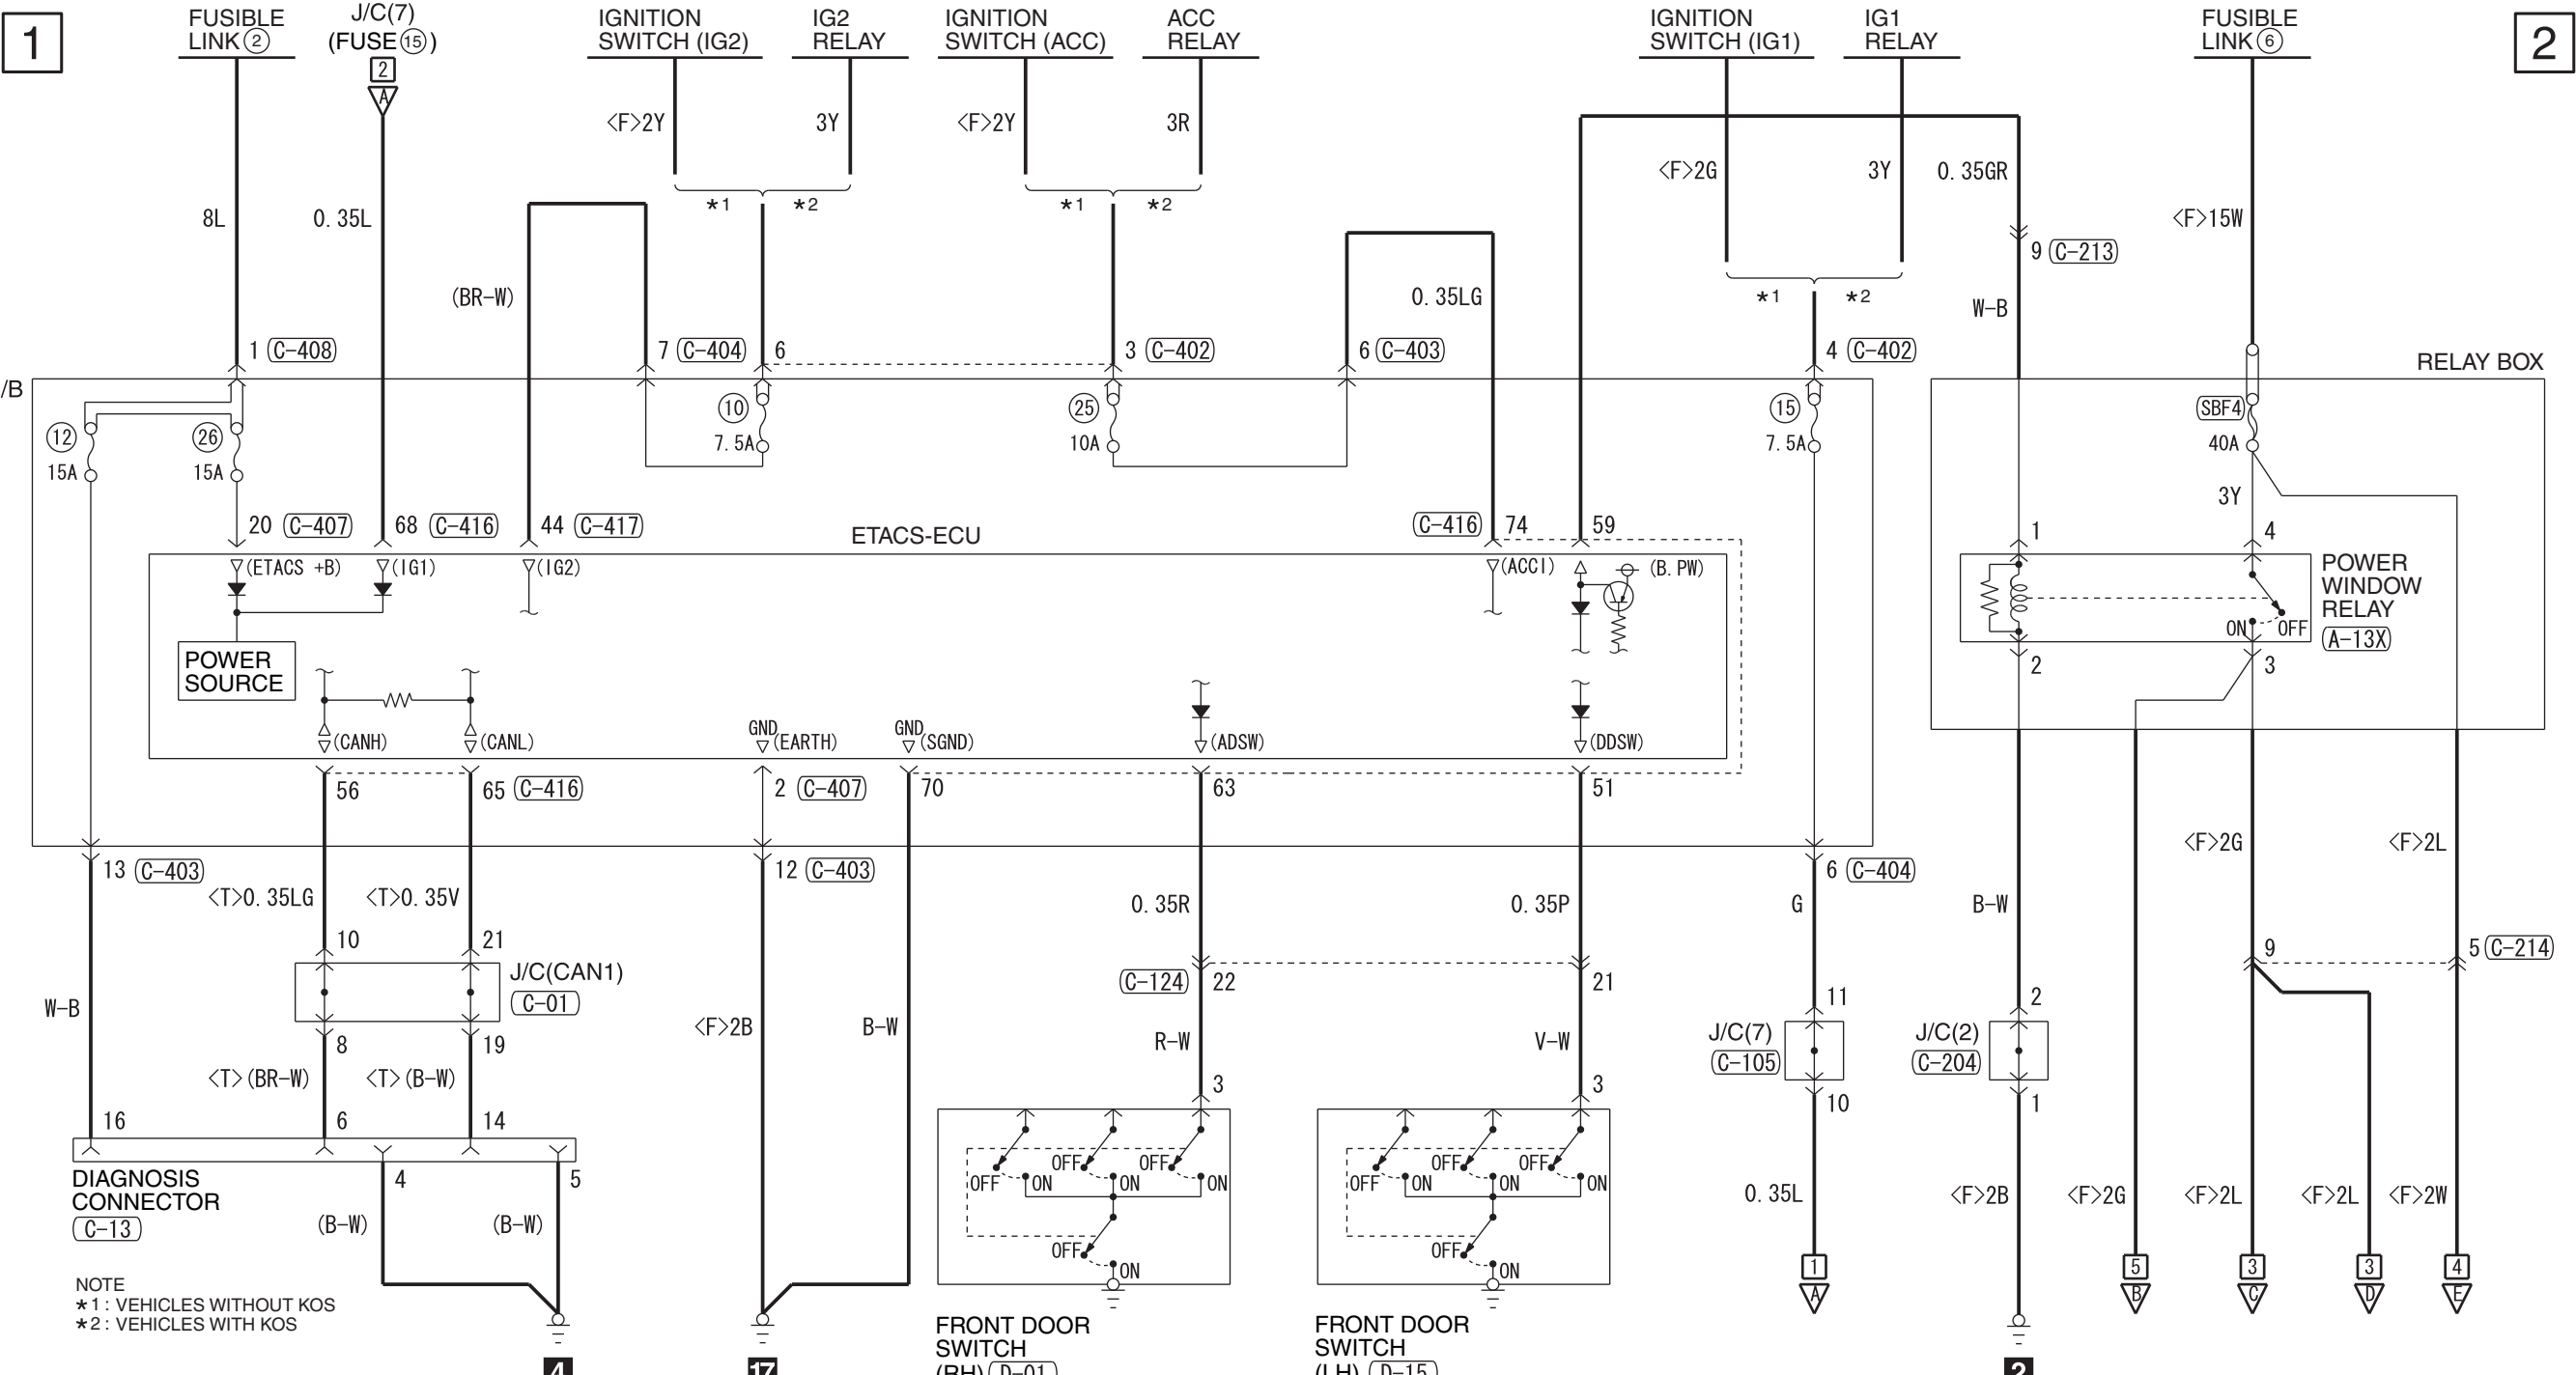 1
FUSIBLE
LINK ②
J/C(7)
(FUSE ⑮)
2
A
IGNITION
SWITCH (IG2)
IG2
RELAY
IGNITION
SWITCH (ACC)
ACC
RELAY
IGNITION
SWITCH (IG1)
IG1
RELAY
FUSIBLE
LINK ⑥
2
<F>2Y
3Y
<F>2Y
3R
<F>2G
3Y
0.35GR
*1
*2
*1
*2
8L
0.35L
<F>15W
9 C-213
(BR-W)
0.35LG
*1
*2
W-B
1 C-408
7 C-404
6
3 C-402
6 C-403
4 C-402
RELAY BOX
/B
⑩
7.5A
㉕
10A
⑮
7.5A
SBF4
40A
⑫
15A
㉖
15A
3Y
20 C-407
68 C-416
44 C-417
ETACS-ECU
C-416 74
59
1
4
(ETACS +B)
(IG1)
(IG2)
(ACCI)
(B.PW)
POWER
WINDOW
RELAY
A-13X
ON
OFF
POWER
SOURCE
2
3
(CANH)
(CANL)
GND
(EARTH)
GND
(SGND)
(ADSW)
(DDSW)
56
65 C-416
2 C-407
70
63
51
13 C-403
12 C-403
6 C-404
<F>2G
<F>2L
<T>0.35LG
<T>0.35V
0.35R
0.35P
G
B-W
10
21
9
5 C-214
J/C(CAN1)
C-01
C-124 22
21
W-B
<F>2B
B-W
R-W
V-W
11
2
8
19
J/C(7)
C-105
J/C(2)
C-204
<T>(BR-W)
<T>(B-W)
3
3
10
1
16
6
14
DIAGNOSIS
CONNECTOR
C-13
4
5
(B-W)
(B-W)
OFF
ON
OFF
ON
OFF
ON
OFF
ON
OFF
ON
OFF
ON
OFF
ON
OFF
ON
0.35L
<F>2B
<F>2G
<F>2L
<F>2L
<F>2W
1
A
5
B
3
C
3
D
4
E
NOTE
*1 : VEHICLES WITHOUT KOS
*2 : VEHICLES WITH KOS
FRONT DOOR
SWITCH
(RH) D-01
FRONT DOOR
SWITCH
(LH) D-15
4
17
2